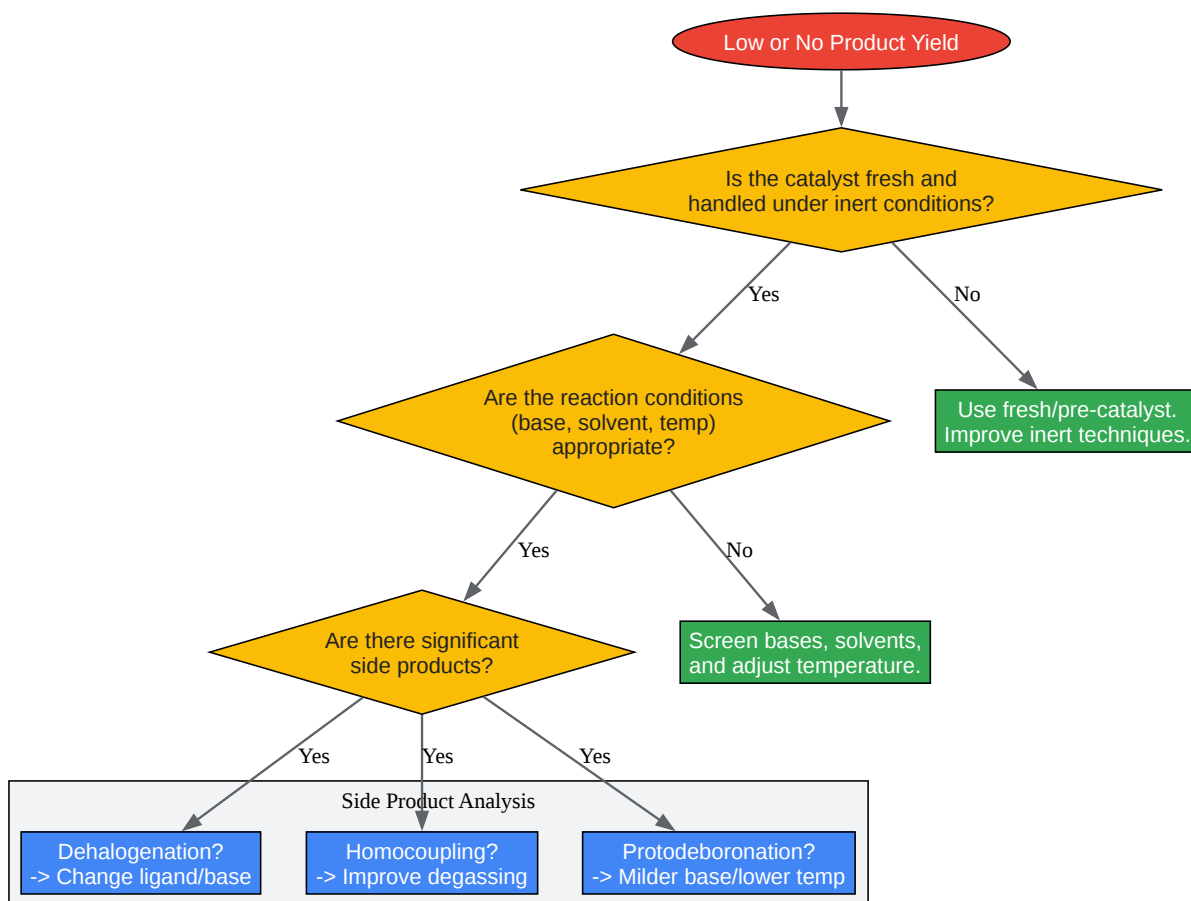 Low or No Product Yield
Is the catalyst fresh and
handled under inert conditions?
Yes
No
Are the reaction conditions
(base, solvent, temp)
appropriate?
Use fresh/pre-catalyst.
Improve inert techniques.
Yes
No
Are there significant
side products?
Screen bases, solvents,
and adjust temperature.
Yes
Yes
Yes
Side Product Analysis
Dehalogenation?
-> Change ligand/base
Homocoupling?
-> Improve degassing
Protodeboronation?
-> Milder base/lower temp